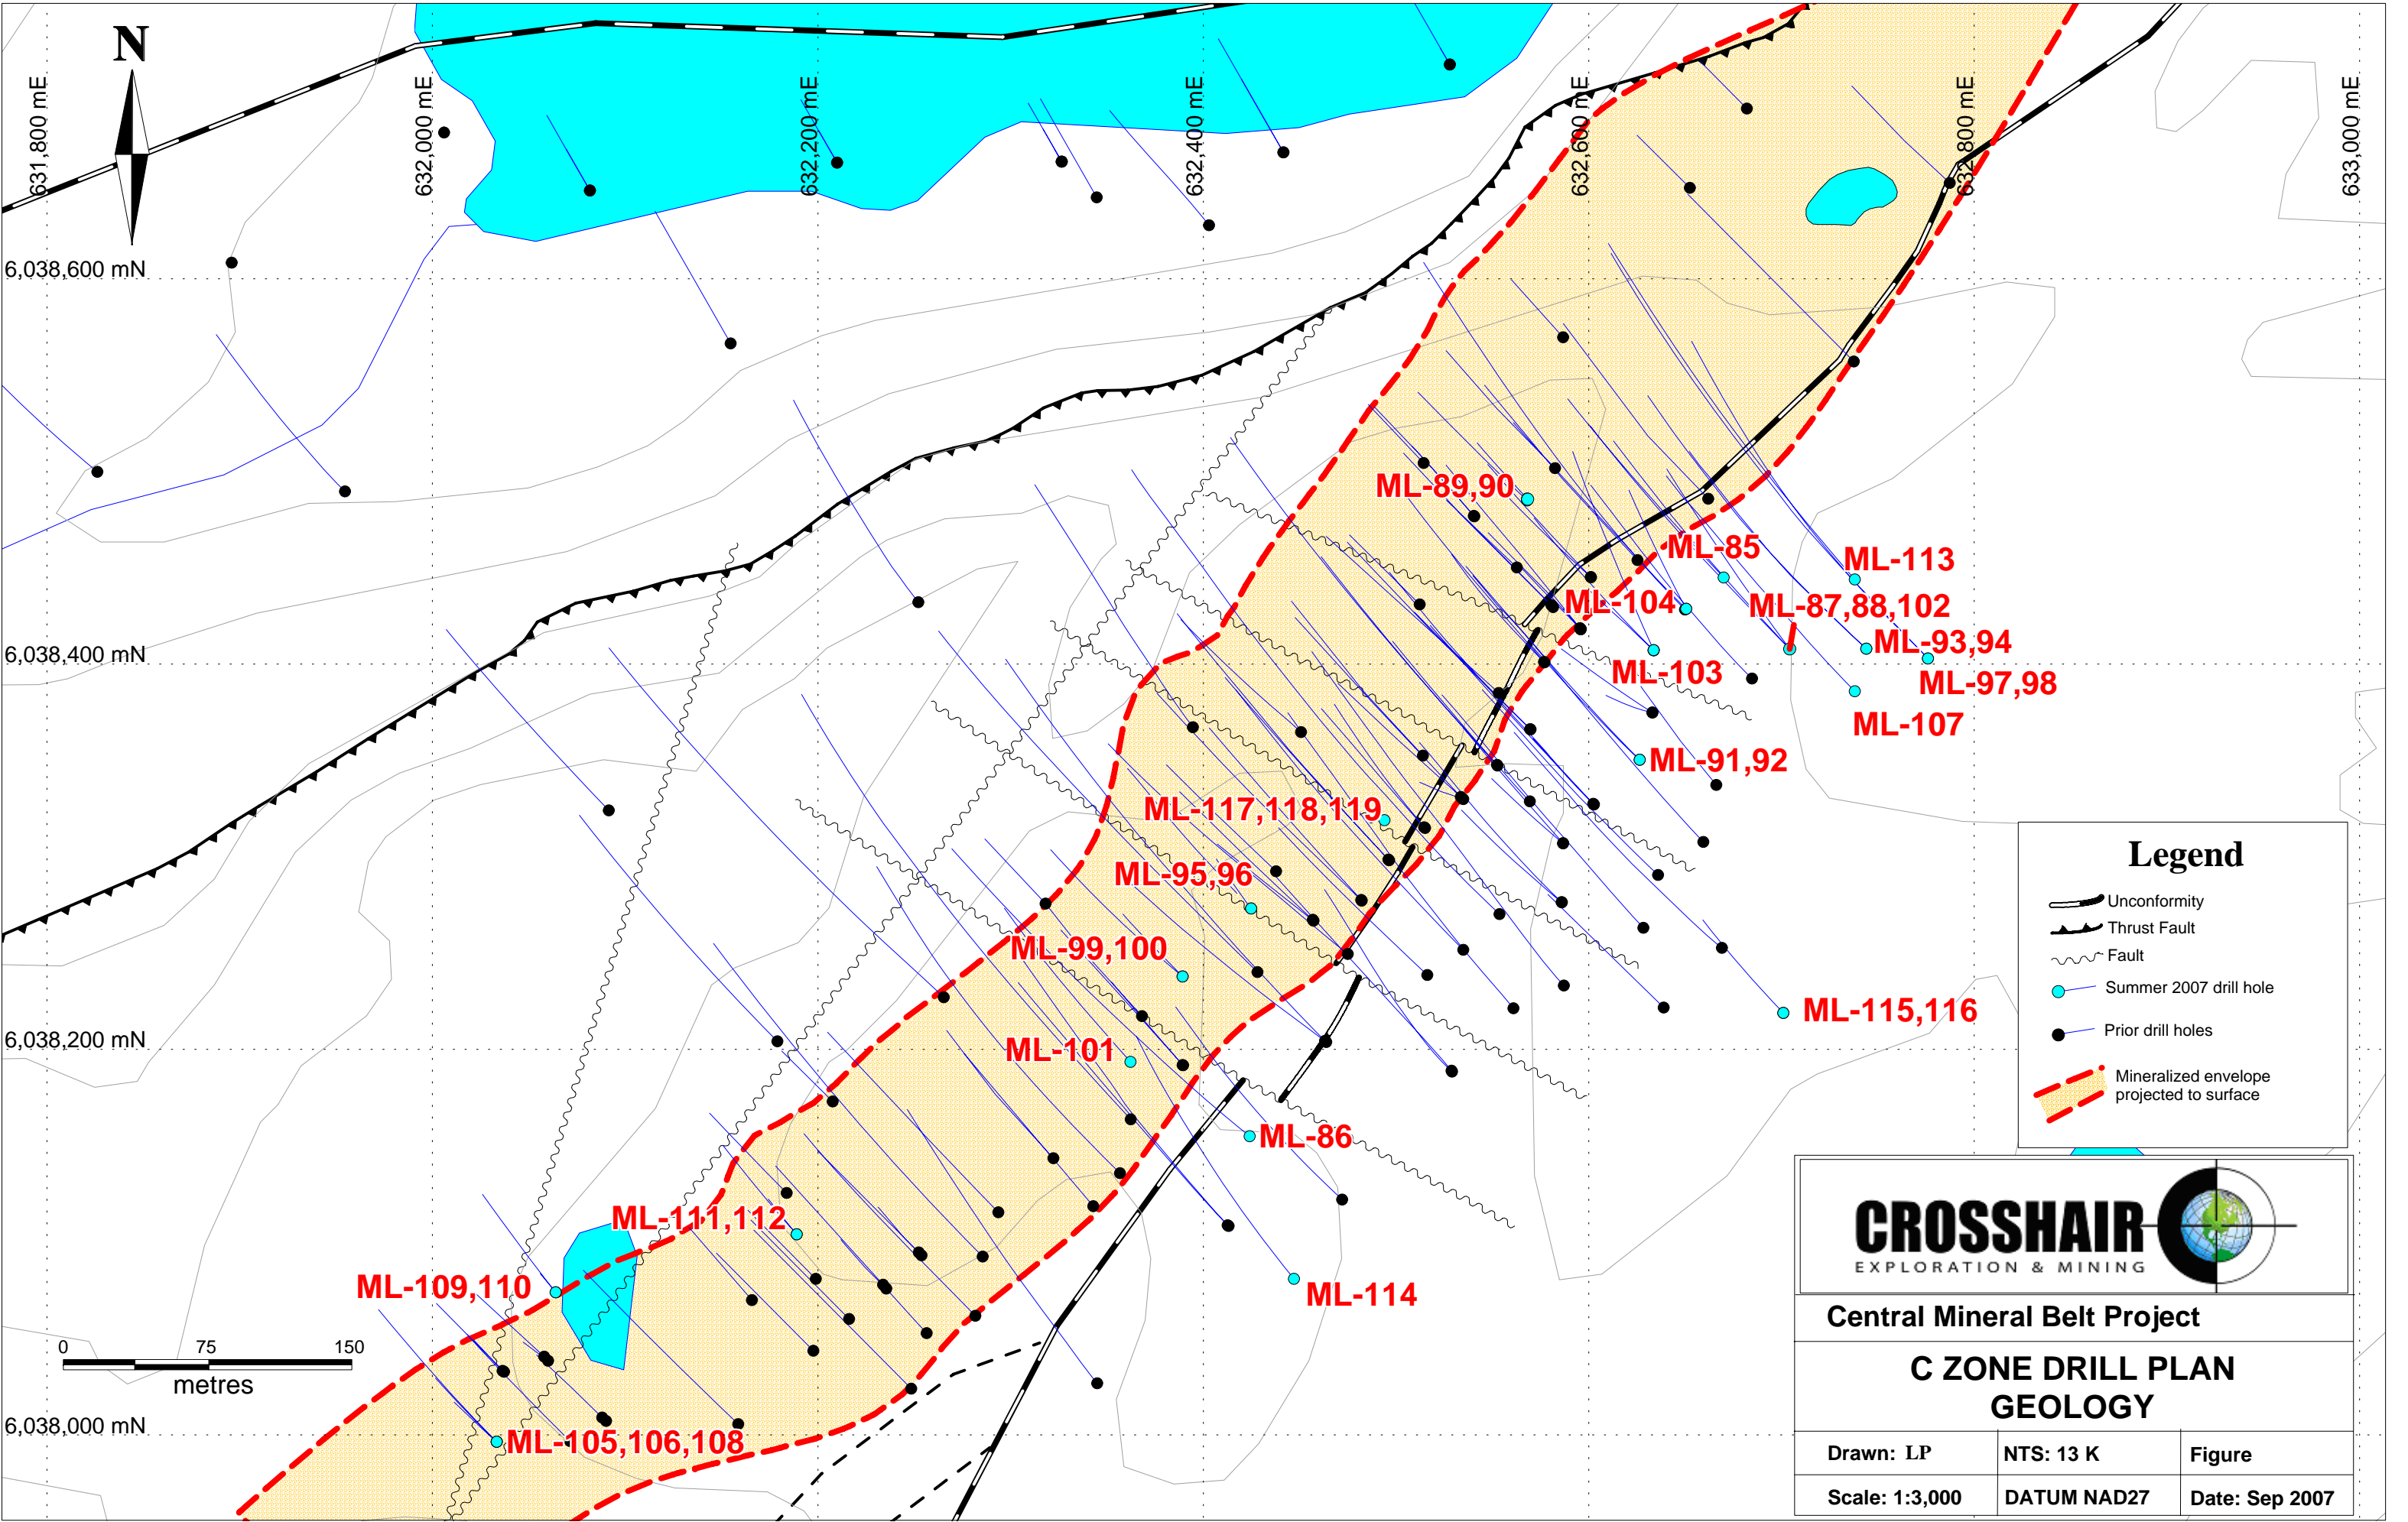 N
631,800 mE
632,000 mE
632,200 mE
632,400 mE
632,600 mE
632,800 mE
633,000 mE
6,038,600 mN
ML-89,90
ML-85
ML-113
ML-104
ML-87,88,102
6,038,400 mN
ML-93,94
ML-103
ML-97,98
ML-107
ML-91,92
ML-117,118,119
ML-95,96
ML-99,100
ML-115,116
6,038,200 mN
ML-101
ML-86
ML-111,112
ML-109,110
ML-114
0 75 150
metres
6,038,000 mN
ML-105,106,108
Legend
Unconformity
Thrust Fault
Fault
Summer 2007 drill hole
Prior drill holes
Mineralized envelope
projected to surface
CROSSHAIR
EXPLORATION & MINING
Central Mineral Belt Project
C ZONE DRILL PLAN
GEOLOGY
Drawn: LP NTS: 13 K Figure
Scale: 1:3,000 DATUM NAD27 Date: Sep 2007